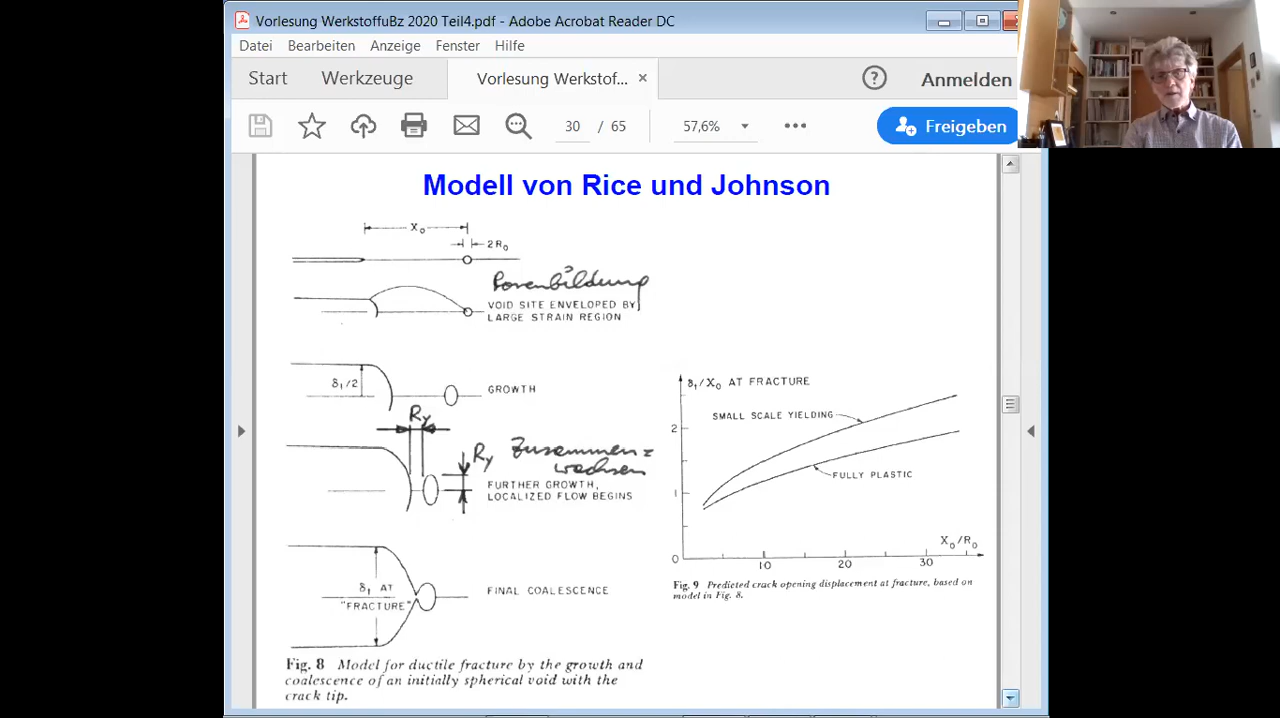 Vorlesung WerkstoffuBz 2020 Teil4.pdf - Adobe Acrobat Reader DC
Datei Bearbeiten Anzeige Fenster Hilfe
Start Werkzeuge Vorlesung Werkstof... × ? Anmelden
30 / 65 57,6% Freigeben
Modell von Rice und Johnson
X₀
2R₀
Porenbildung
VOID SITE ENVELOPED BY
LARGE STRAIN REGION
δₜ/2
GROWTH
R_y
R_y
Zusammen=
wachsen
FURTHER GROWTH,
LOCALIZED FLOW BEGINS
δₜ AT
"FRACTURE"
FINAL COALESCENCE
Fig. 8 Model for ductile fracture by the growth and
coalescence of an initially spherical void with the
crack tip.
δₜ/X₀ AT FRACTURE
SMALL SCALE YIELDING
2
FULLY PLASTIC
1
X₀/R₀
0
10 20 30
Fig. 9 Predicted crack opening displacement at fracture, based on
model in Fig. 8.